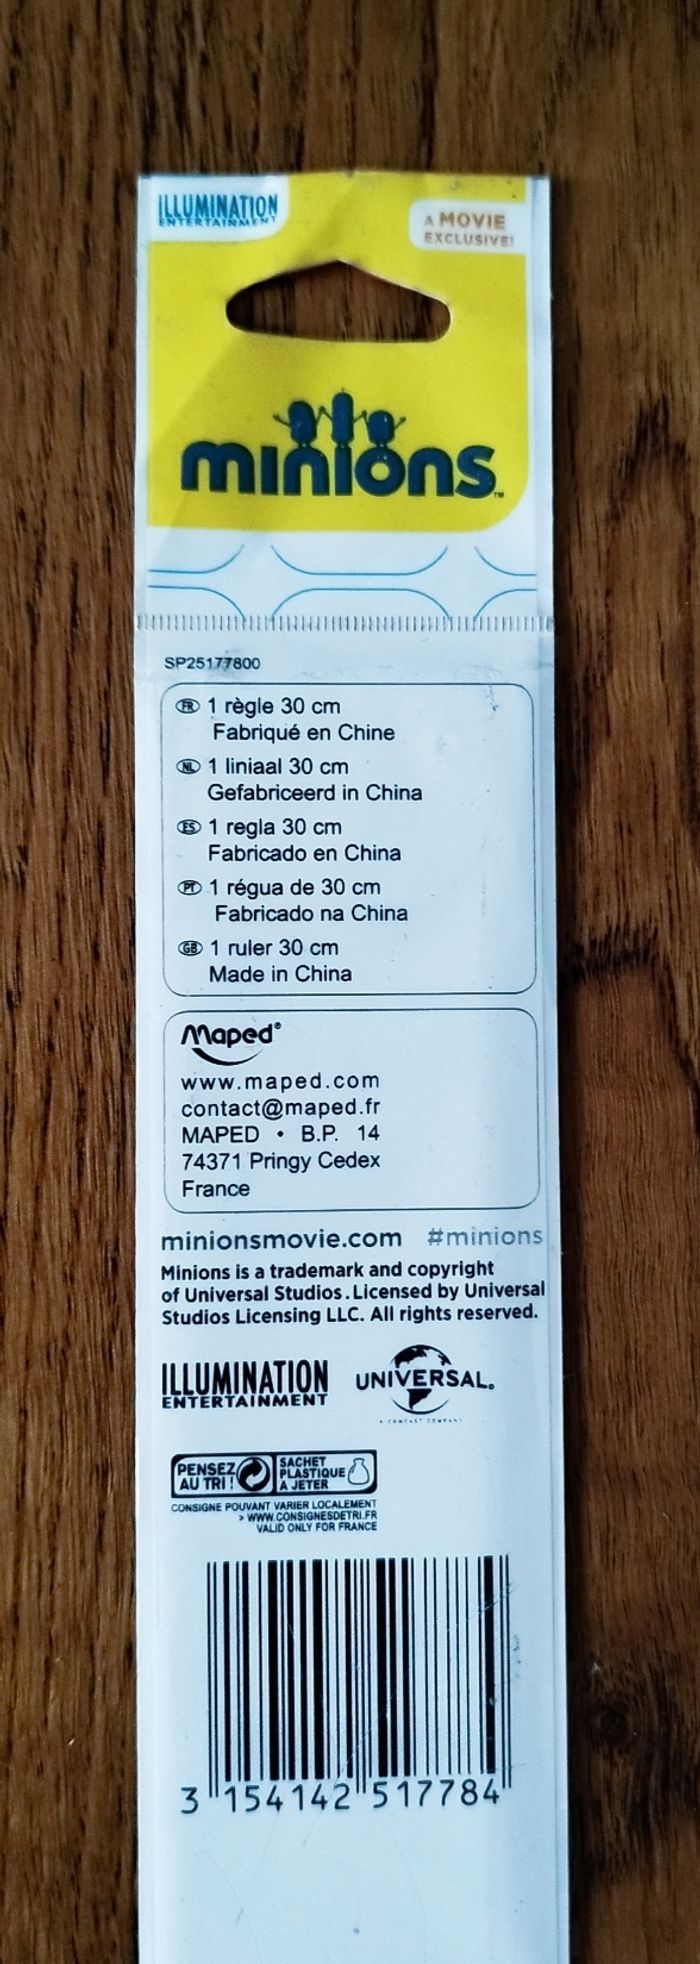 ILLUMINATION
ENTERTAINMENT
A MOVIE
EXCLUSIVE!
minions™
SP25177800
FR 1 règle 30 cm
Fabriqué en Chine
NL 1 liniaal 30 cm
Gefabriceerd in China
ES 1 regla 30 cm
Fabricado en China
PT 1 régua de 30 cm
Fabricado na China
GB 1 ruler 30 cm
Made in China
Maped®
www.maped.com
contact@maped.fr
MAPED • B.P. 14
74371 Pringy Cedex
France
minionsmovie.com #minions
Minions is a trademark and copyright
of Universal Studios. Licensed by Universal
Studios Licensing LLC. All rights reserved.
ILLUMINATION
ENTERTAINMENT
UNIVERSAL®
A COMCAST COMPANY
PENSEZ
AU TRI !
SACHET
PLASTIQUE
A JETER
CONSIGNE POUVANT VARIER LOCALEMENT
> WWW.CONSIGNESDETRI.FR
VALID ONLY FOR FRANCE
3 154142 517784